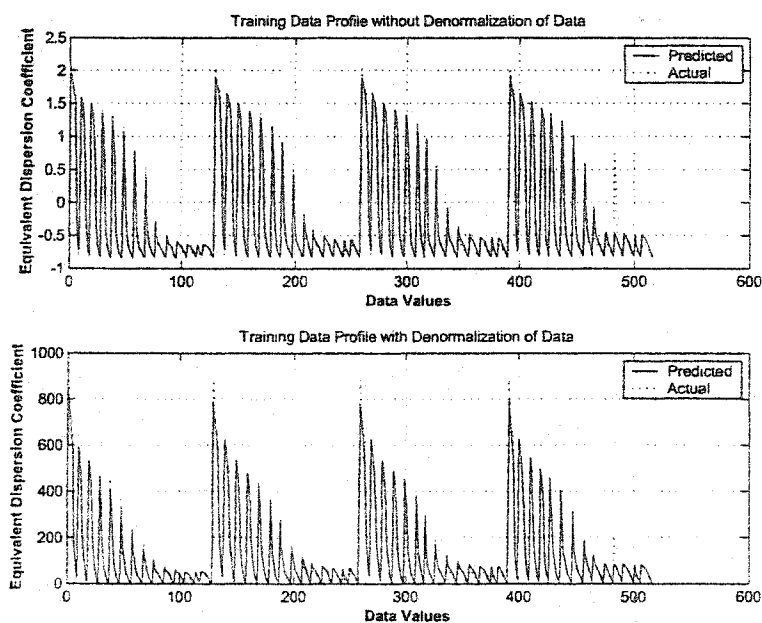 Training Data Profile without Denormalization of Data
Equivalent Dispersion Coefficient
2.5
2
1.5
1
0.5
0
-0.5
-1
Predicted
Actual
0
100
200
300
400
500
600
Data Values
Training Data Profile with Denormalization of Data
Equivalent Dispersion Coefficient
1000
800
600
400
200
0
Predicted
Actual
0
100
200
300
400
500
600
Data Values